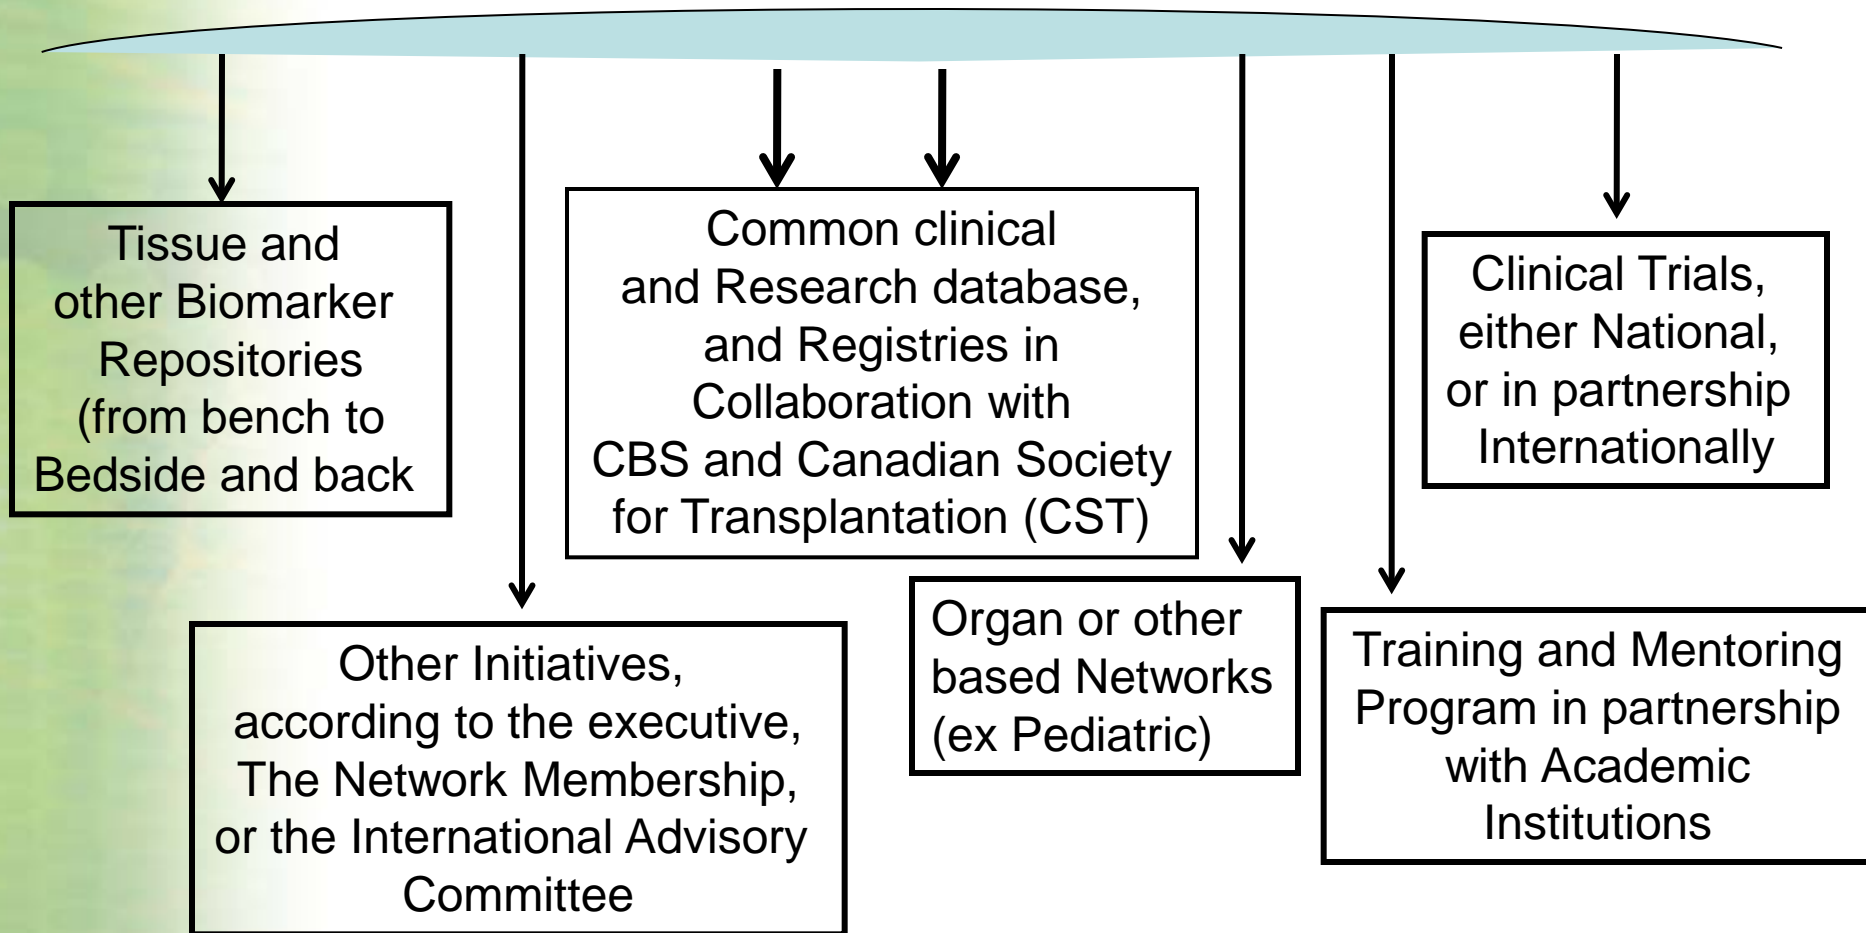 Tissue and
other Biomarker
Repositories
(from bench to
Bedside and back
Common clinical
and Research database,
and Registries in
Collaboration with
CBS and Canadian Society
for Transplantation (CST)
Clinical Trials,
either National,
or in partnership
Internationally
Other Initiatives,
according to the executive,
The Network Membership,
or the International Advisory
Committee
Organ or other
based Networks
(ex Pediatric)
Training and Mentoring
Program in partnership
with Academic
Institutions